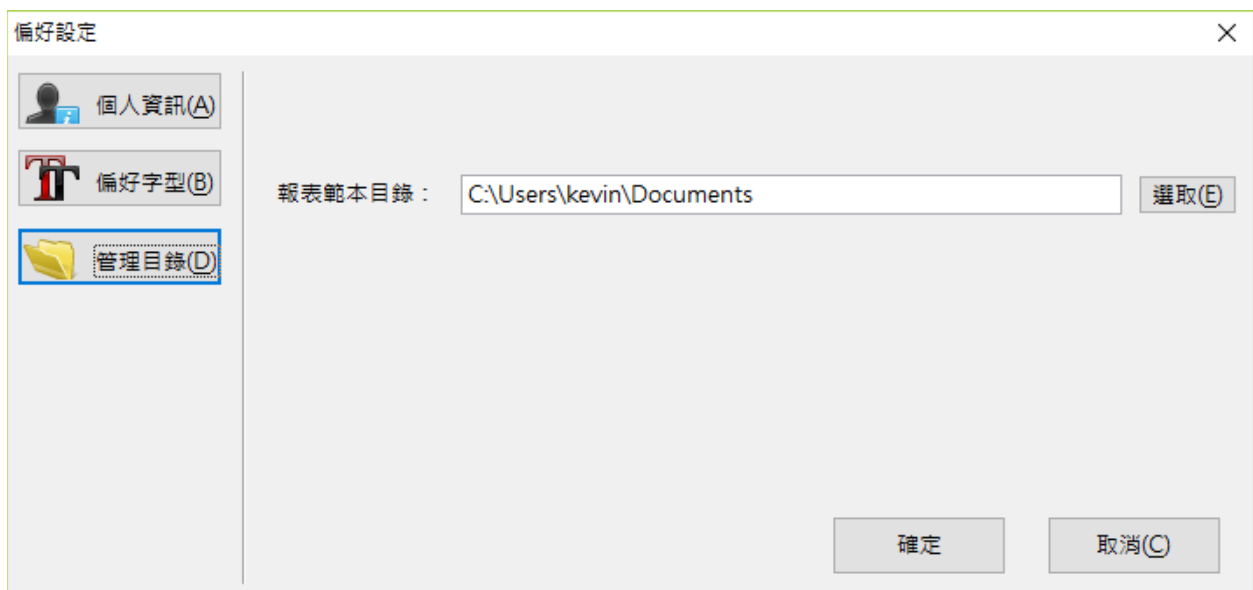 偏好設定
個人資訊(A)
偏好字型(B)
管理目錄(D)
報表範本目錄：
C:\Users\kevin\Documents
選取(E)
確定
取消(C)